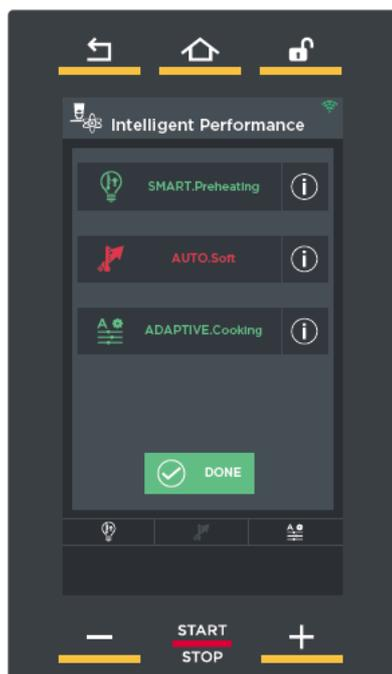 Intelligent Performance
SMART.Preheating
i
AUTO.Soft
i
A
ADAPTIVE.Cooking
i
DONE
A
−
START
STOP
+